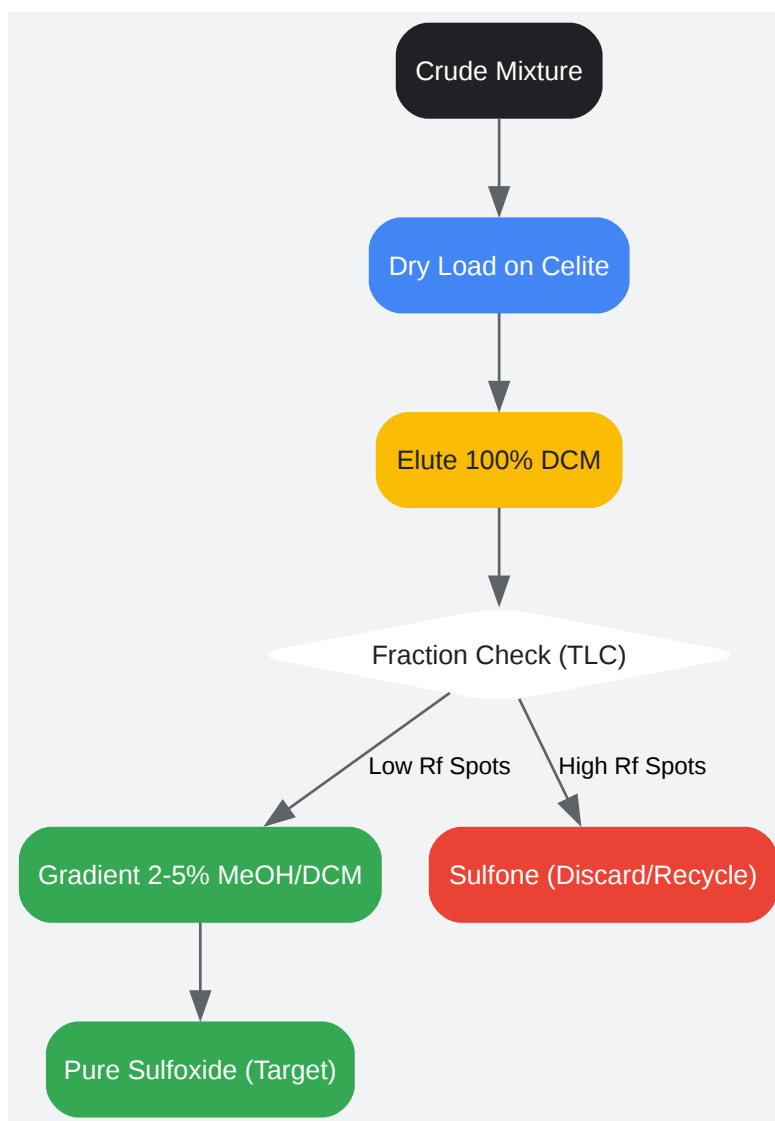 Crude Mixture
Dry Load on Celite
Elute 100% DCM
Fraction Check (TLC)
Low Rf Spots
High Rf Spots
Gradient 2-5% MeOH/DCM
Sulfone (Discard/Recycle)
Pure Sulfoxide (Target)